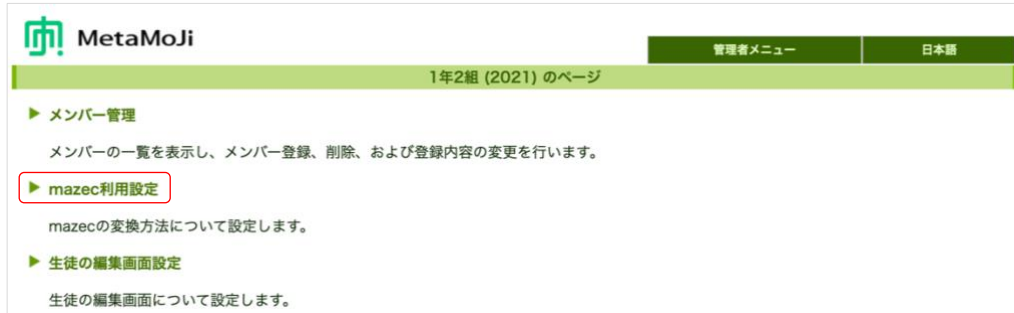 MetaMoJi
管理者メニュー
日本語
1年2組 (2021) のページ
メンバー管理
メンバーの一覧を表示し、メンバー登録、削除、および登録内容の変更を行います。
mazec利用設定
mazecの変換方法について設定します。
生徒の編集画面設定
生徒の編集画面について設定します。